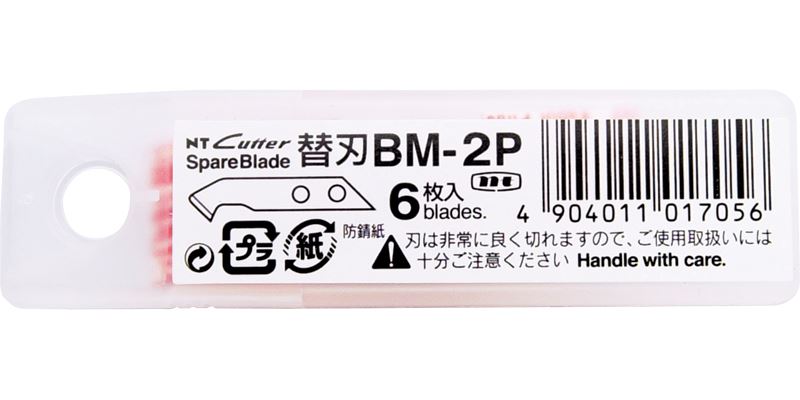 NT Cutter 替刃BM-2P
Spare Blade
6枚入
blades.
プラ
紙
防錆紙
刃は非常に良く切れますので、ご使用取扱いには
十分ご注意ください Handle with care.
4 904011 017056